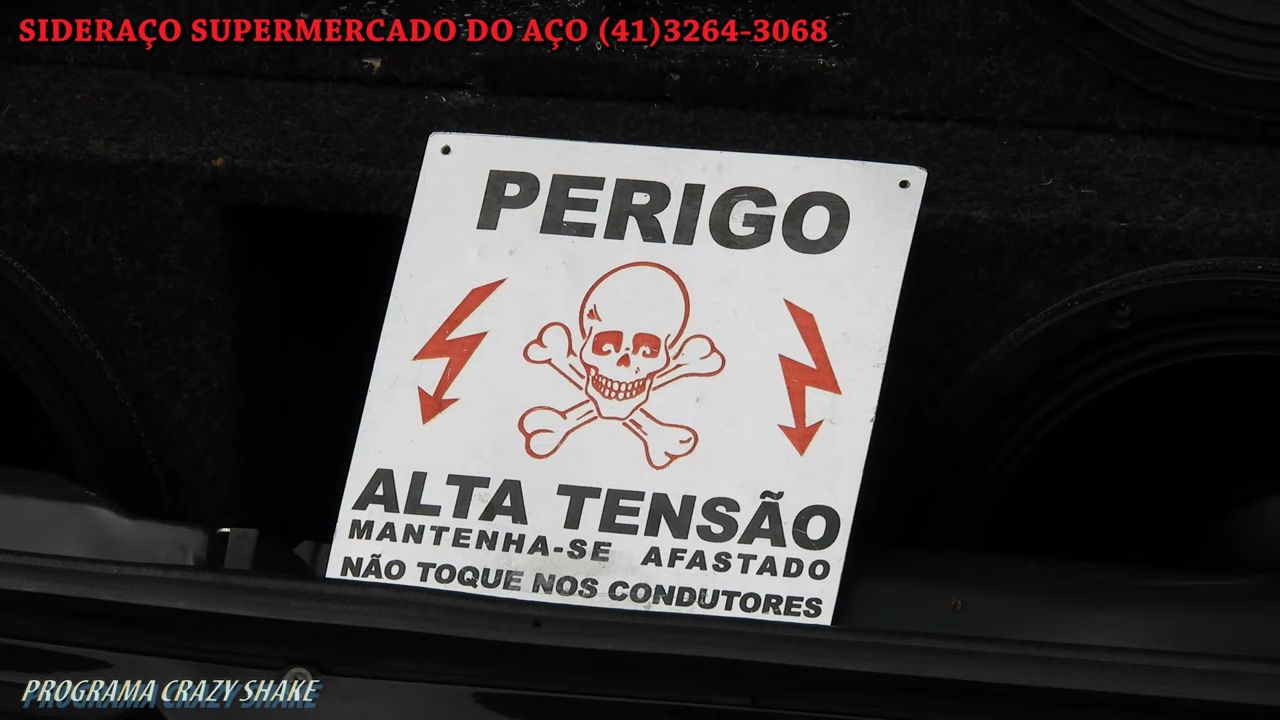 SIDERAÇO SUPERMERCADO DO AÇO (41)3264-3068
PERIGO
ALTA TENSÃO
MANTENHA-SE AFASTADO
NÃO TOQUE NOS CONDUTORES
PROGRAMA CRAZY SHAKE